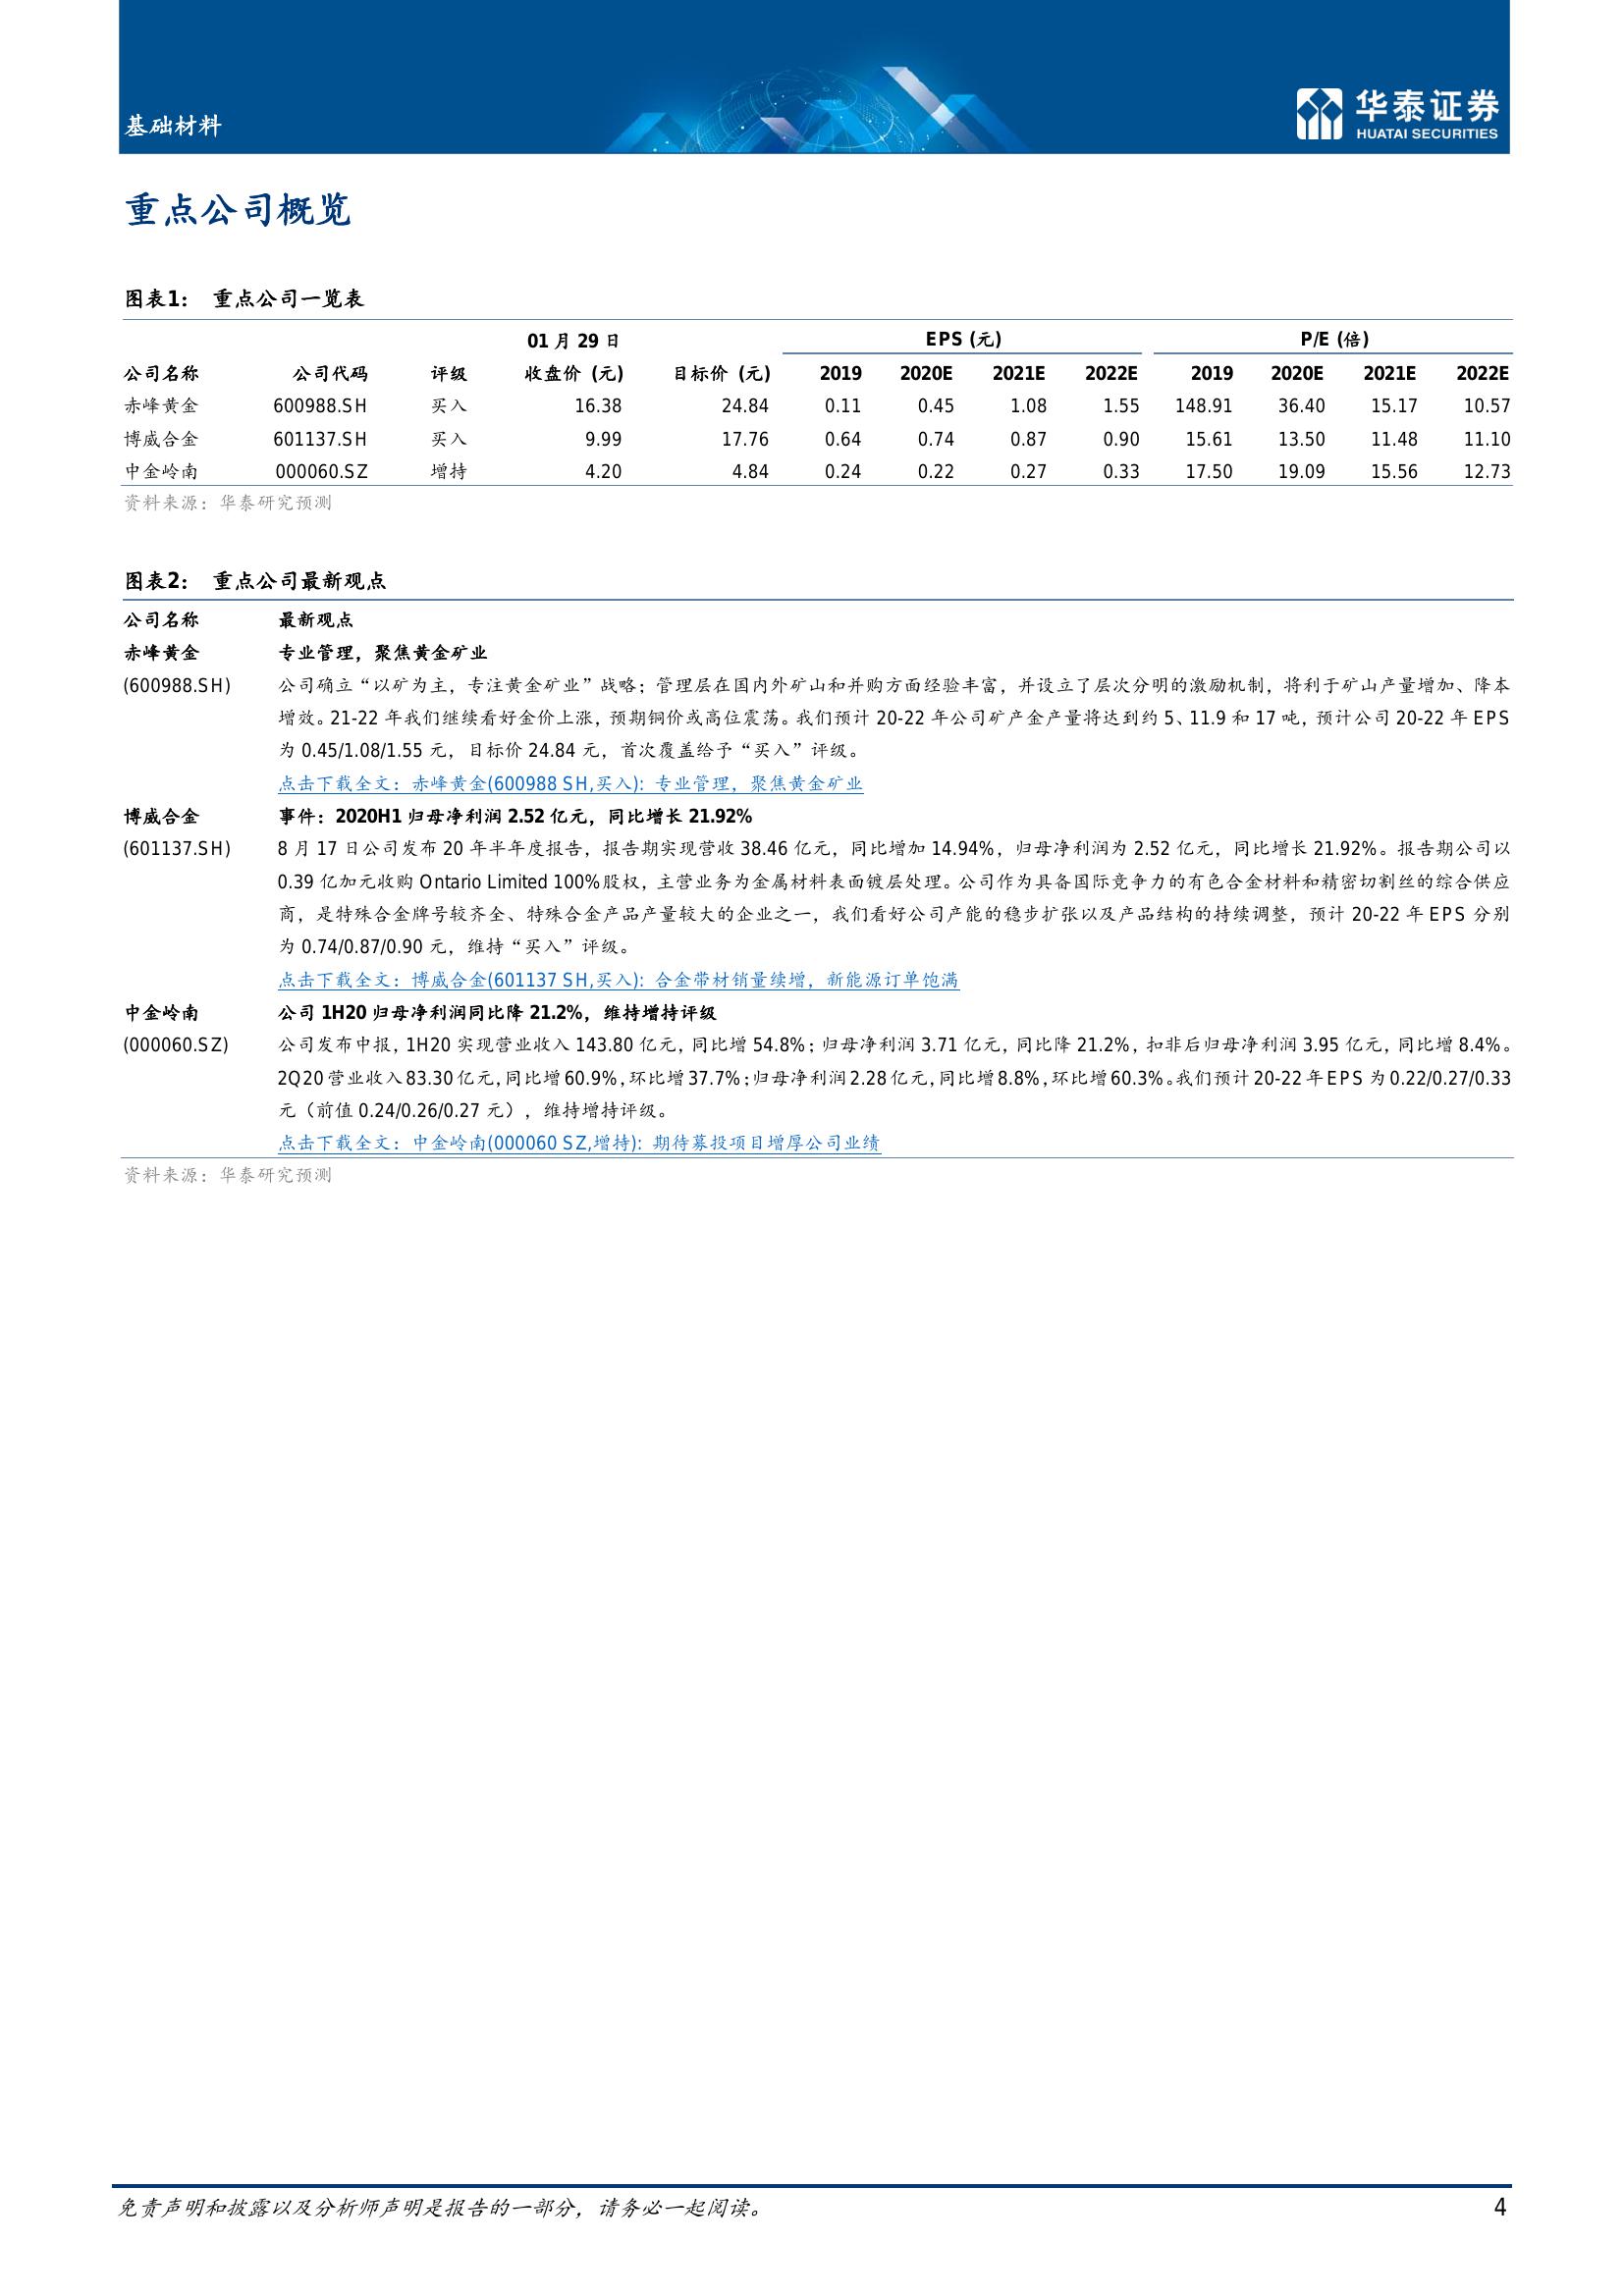 基础材料
华泰证券
HUATAI SECURITIES
重点公司概览
图表1： 重点公司一览表
01 月 29 日 EPS (元) P/E (倍)
公司名称 公司代码 评级 收盘价 (元) 目标价 (元) 2019 2020E 2021E 2022E 2019 2020E 2021E 2022E
赤峰黄金 600988.SH 买入 16.38 24.84 0.11 0.45 1.08 1.55 148.91 36.40 15.17 10.57
博威合金 601137.SH 买入 9.99 17.76 0.64 0.74 0.87 0.90 15.61 13.50 11.48 11.10
中金岭南 000060.SZ 增持 4.20 4.84 0.24 0.22 0.27 0.33 17.50 19.09 15.56 12.73
资料来源：华泰研究预测
图表2： 重点公司最新观点
公司名称 最新观点
赤峰黄金 专业管理，聚焦黄金矿业
(600988.SH) 公司确立“以矿为主，专注黄金矿业”战略；管理层在国内外矿山和并购方面经验丰富，并设立了层次分明的激励机制，将利于矿山产量增加、降本
增效。21-22 年我们继续看好金价上涨，预期铜价或高位震荡。我们预计 20-22 年公司矿产金产量将达到约 5、11.9 和 17 吨，预计公司 20-22 年 EPS
为 0.45/1.08/1.55 元，目标价 24.84 元，首次覆盖给予“买入”评级。
点击下载全文：赤峰黄金(600988 SH,买入): 专业管理，聚焦黄金矿业
博威合金 事件：2020H1 归母净利润 2.52 亿元，同比增长 21.92%
(601137.SH) 8 月 17 日公司发布 20 年半年度报告，报告期实现营收 38.46 亿元，同比增加 14.94%，归母净利润为 2.52 亿元，同比增长 21.92%。报告期公司以
0.39 亿加元收购 Ontario Limited 100%股权，主营业务为金属材料表面镀层处理。公司作为具备国际竞争力的有色合金材料和精密切割丝的综合供应
商，是特殊合金牌号较齐全、特殊合金产品产量较大的企业之一，我们看好公司产能的稳步扩张以及产品结构的持续调整，预计 20-22 年 EPS 分别
为 0.74/0.87/0.90 元，维持“买入”评级。
点击下载全文：博威合金(601137 SH,买入): 合金带材销量续增，新能源订单饱满
中金岭南 公司 1H20 归母净利润同比降 21.2%，维持增持评级
(000060.SZ) 公司发布中报，1H20 实现营业收入 143.80 亿元，同比增 54.8%；归母净利润 3.71 亿元，同比降 21.2%，扣非后归母净利润 3.95 亿元，同比增 8.4%。
2Q20 营业收入 83.30 亿元，同比增 60.9%，环比增 37.7%；归母净利润 2.28 亿元，同比增 8.8%，环比增 60.3%。我们预计 20-22 年 EPS 为 0.22/0.27/0.33
元（前值 0.24/0.26/0.27 元），维持增持评级。
点击下载全文：中金岭南(000060 SZ,增持): 期待募投项目增厚公司业绩
资料来源：华泰研究预测
免责声明和披露以及分析师声明是报告的一部分，请务必一起阅读。 4